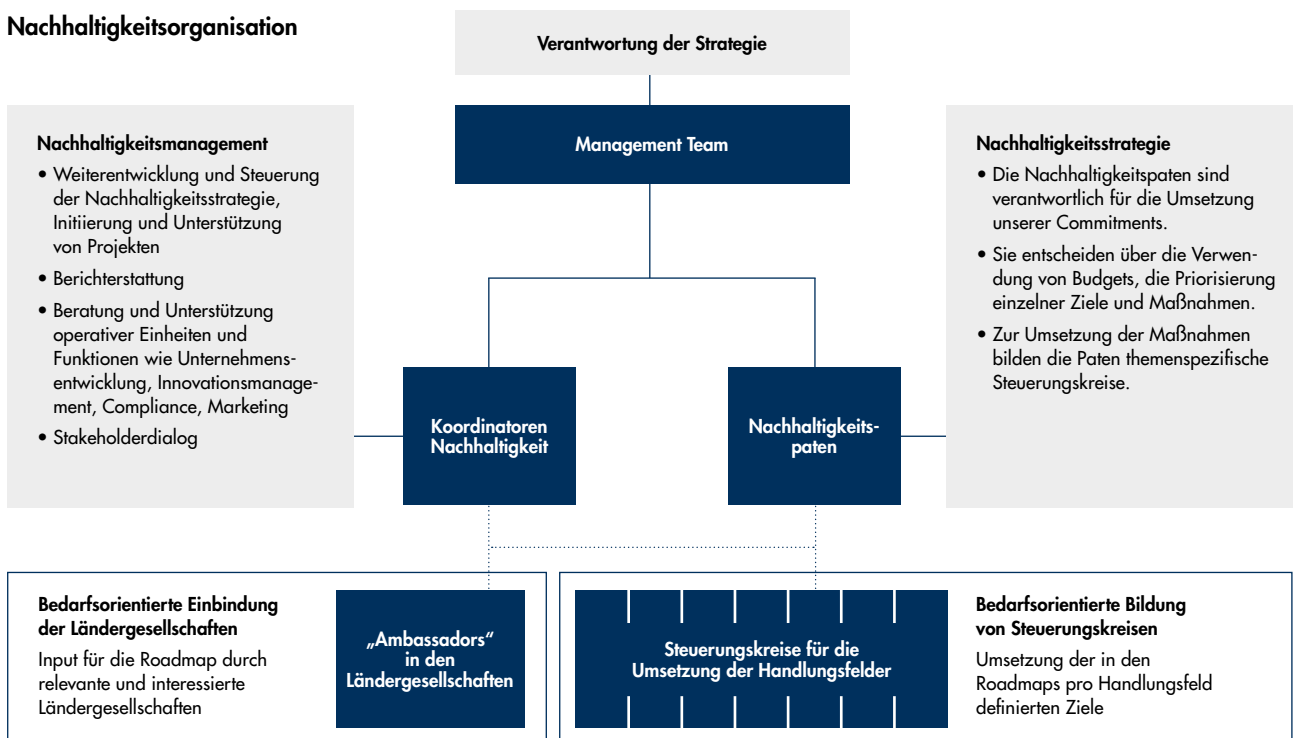 Nachhaltigkeitsorganisation
Verantwortung der Strategie
Management Team
Nachhaltigkeitsmanagement
• Weiterentwicklung und Steuerung
der Nachhaltigkeitsstrategie,
Initiierung und Unterstützung
von Projekten
• Berichterstattung
• Beratung und Unterstützung
operativer Einheiten und
Funktionen wie Unternehmens-
entwicklung, Innovationsmanage-
ment, Compliance, Marketing
• Stakeholderdialog
Koordinatoren
Nachhaltigkeit
Nachhaltigkeits-
paten
Nachhaltigkeitsstrategie
• Die Nachhaltigkeitspaten sind
verantwortlich für die Umsetzung
unserer Commitments.
• Sie entscheiden über die Verwen-
dung von Budgets, die Priorisierung
einzelner Ziele und Maßnahmen.
• Zur Umsetzung der Maßnahmen
bilden die Paten themenspezifische
Steuerungskreise.
Bedarfsorientierte Einbindung
der Ländergesellschaften
Input für die Roadmap durch
relevante und interessierte
Ländergesellschaften
„Ambassadors“
in den
Ländergesellschaften
Steuerungskreise für die
Umsetzung der Handlungsfelder
Bedarfsorientierte Bildung
von Steuerungskreisen
Umsetzung der in den
Roadmaps pro Handlungsfeld
definierten Ziele